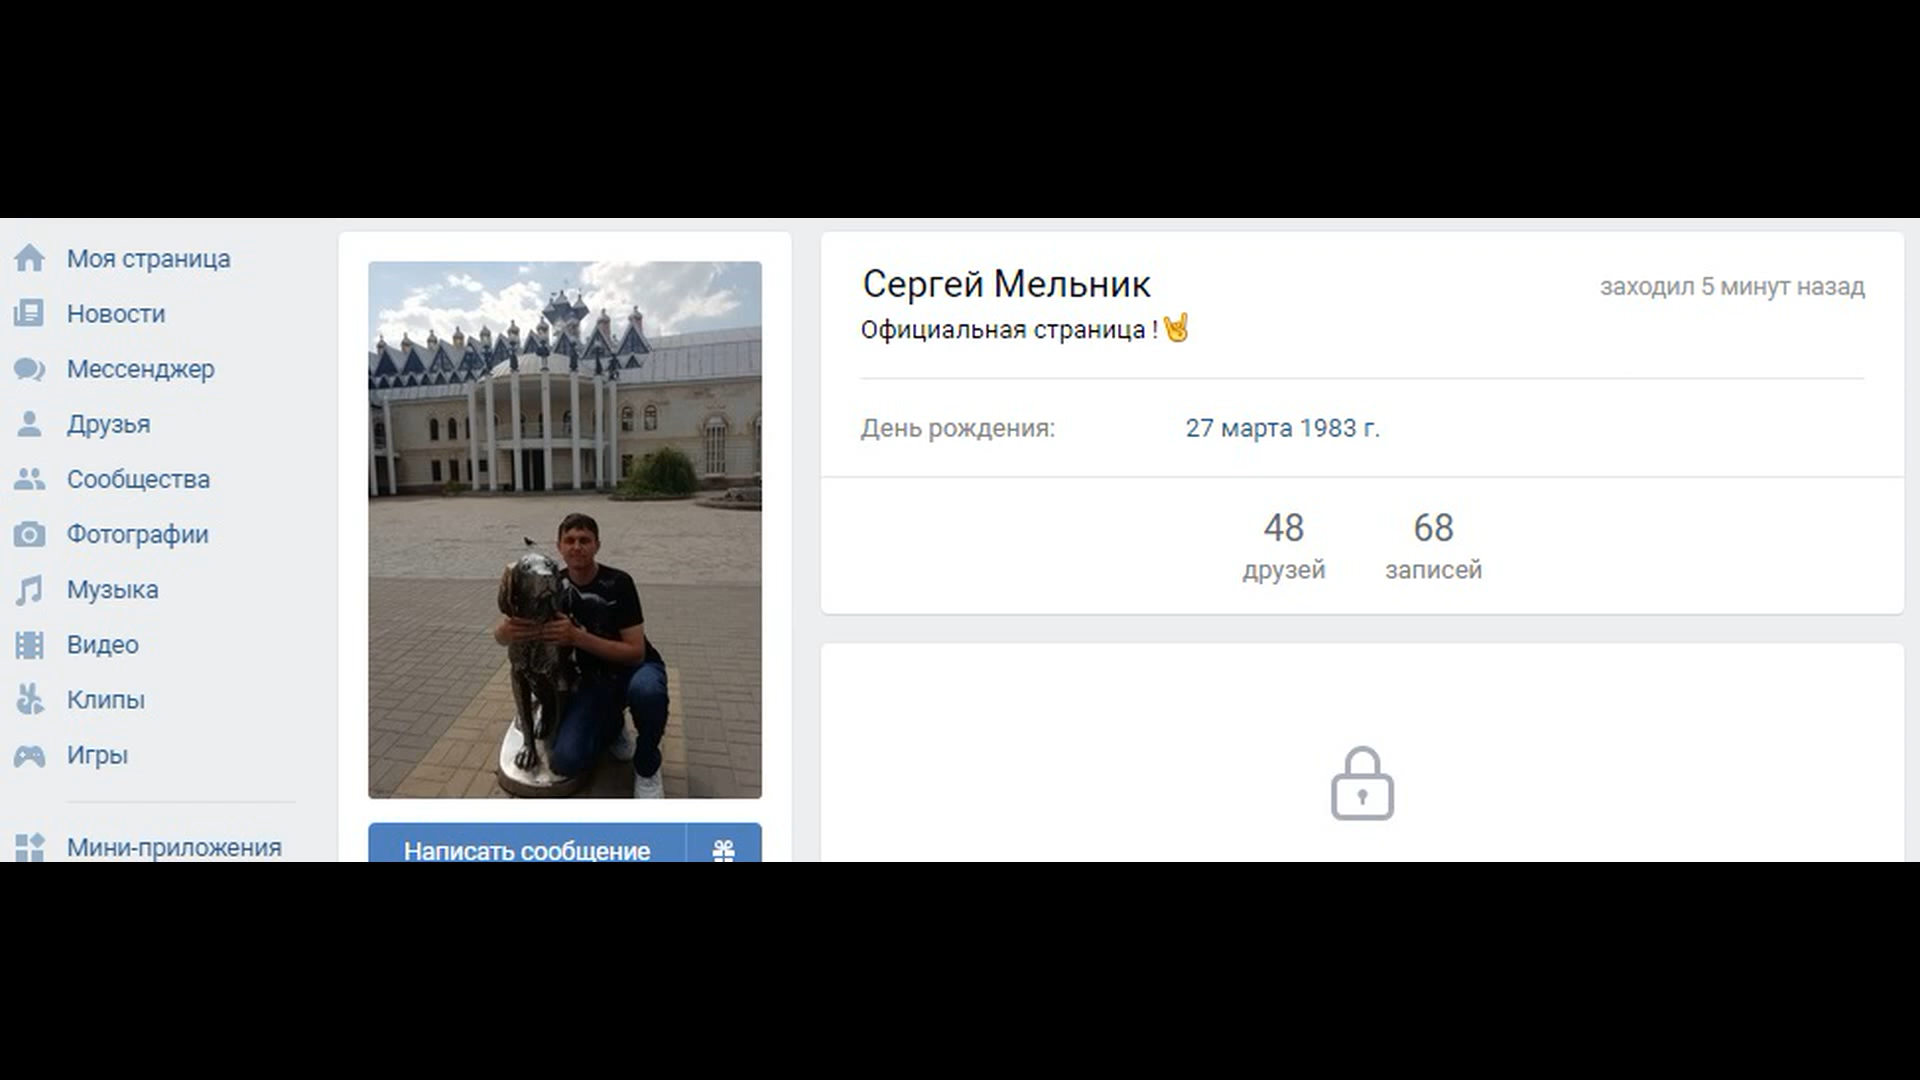 Моя страница
Новости
Мессенджер
Друзья
Сообщества
Фотографии
Музыка
Видео
Клипы
Игры
Мини-приложения
Написать сообщение
Сергей Мельник
заходил 5 минут назад
Официальная страница !🤘
День рождения: 27 марта 1983 г.
48 68
друзей записей